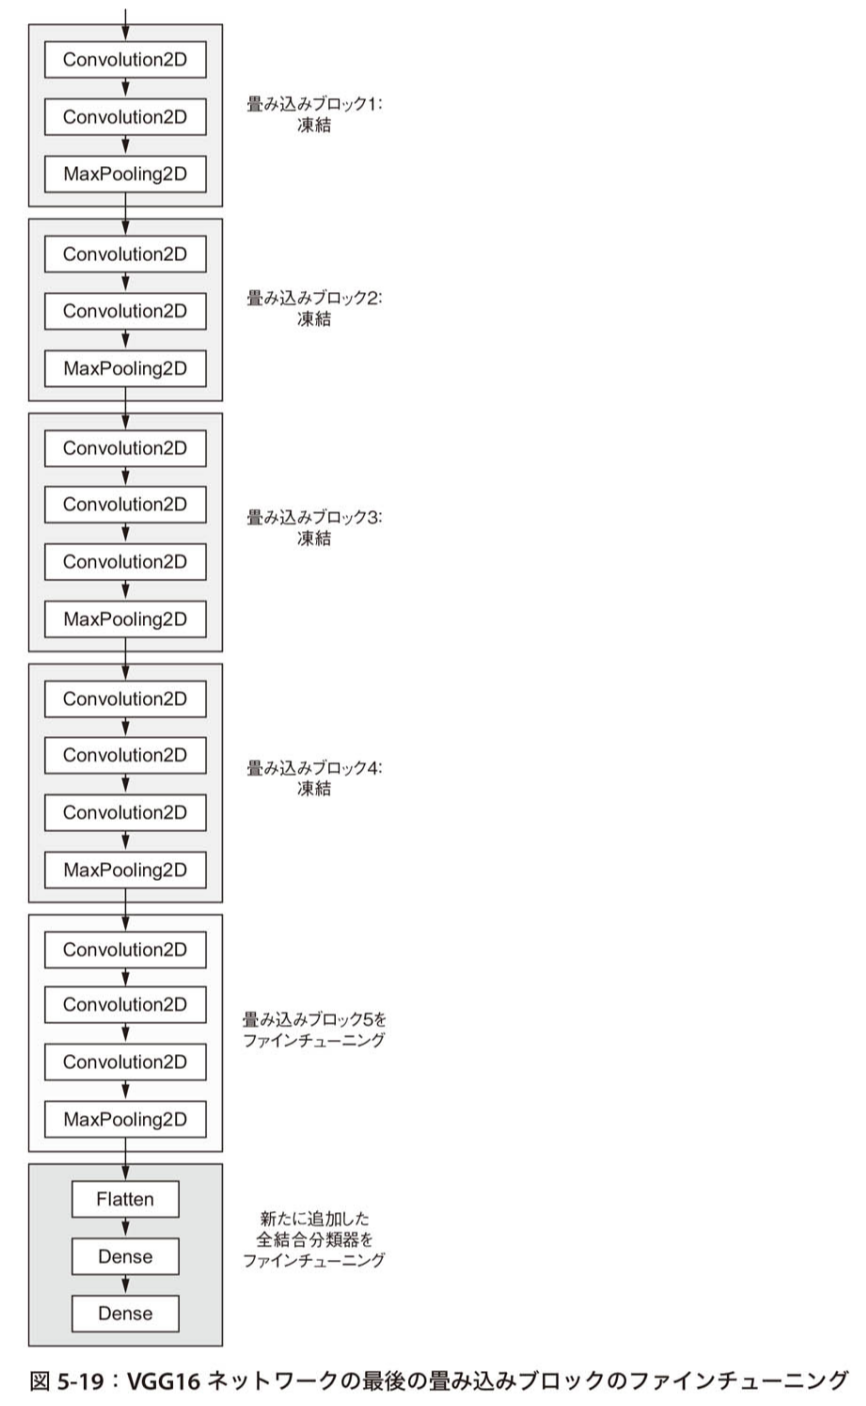 Convolution2D
Convolution2D
MaxPooling2D
畳み込みブロック1:
凍結
Convolution2D
Convolution2D
MaxPooling2D
畳み込みブロック2:
凍結
Convolution2D
Convolution2D
Convolution2D
MaxPooling2D
畳み込みブロック3:
凍結
Convolution2D
Convolution2D
Convolution2D
MaxPooling2D
畳み込みブロック4:
凍結
Convolution2D
Convolution2D
Convolution2D
MaxPooling2D
畳み込みブロック5を
ファインチューニング
Flatten
Dense
Dense
新たに追加した
全結合分類器を
ファインチューニング
図 5-19：VGG16 ネットワークの最後の畳み込みブロックのファインチューニング